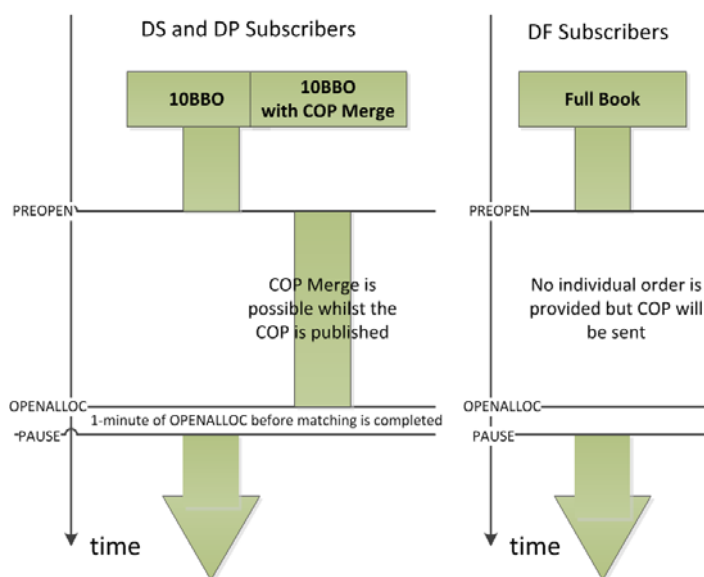 DS and DP Subscribers
10BBO
10BBO
with COP Merge
PREOPEN
COP Merge is
possible whilst the
COP is published
OPENALLOC
1-minute of OPENALLOC before matching is completed
PAUSE
time
DF Subscribers
Full Book
PREOPEN
No individual order is
provided but COP will
be sent
OPENALLOC
PAUSE
time